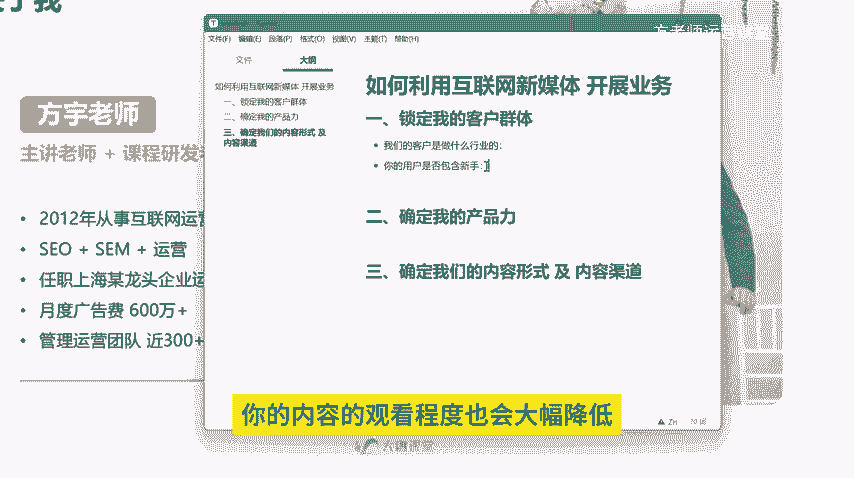 方宇老师
主讲老师 + 课程研发
2012年从事互联网运营
SEO + SEM + 运营
任职上海某龙头企业运
月度广告费 600万+
管理运营团队 近300+
文件(F) 编辑(E) 段落(P) 格式(O) 视图(V) 主题(T) 帮助(H)
文件 大纲
如何利用互联网新媒体 开展业务
一、锁定我的客户群体
二、确定我的产品力
三、确定我们的内容形式 及
内容渠道
如何利用互联网新媒体 开展业务
一、锁定我的客户群体
我们的客户是做什么行业的：
你的用户是否包含新手：
二、确定我的产品力
三、确定我们的内容形式 及 内容渠道
你的内容的观看程度也会大幅降低